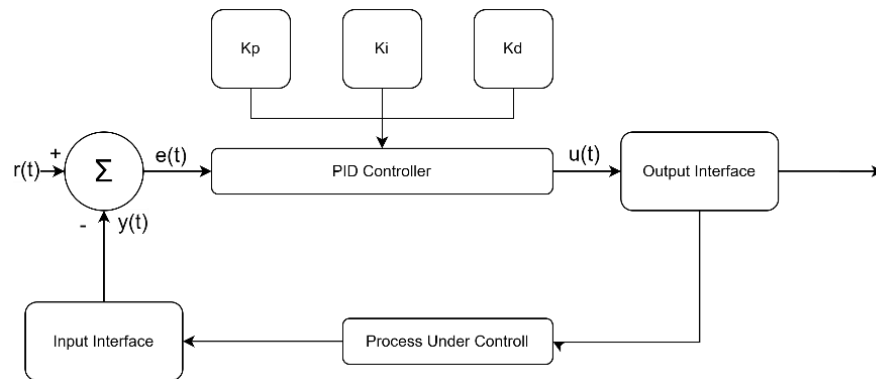 Kp
Ki
Kd
r(t)
+
Σ
e(t)
PID Controller
u(t)
Output Interface
-
y(t)
Input Interface
Process Under Controll